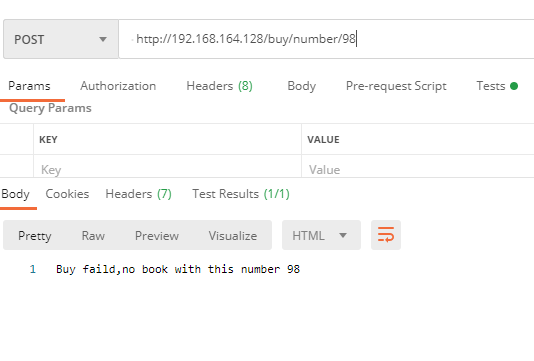 POST http://192.168.164.128/buy/number/98
Params Authorization Headers (8) Body Pre-request Script Tests
Query Params
KEY VALUE
Key Value
Body Cookies Headers (7) Test Results (1/1)
Pretty Raw Preview Visualize HTML
1 Buy faild,no book with this number 98